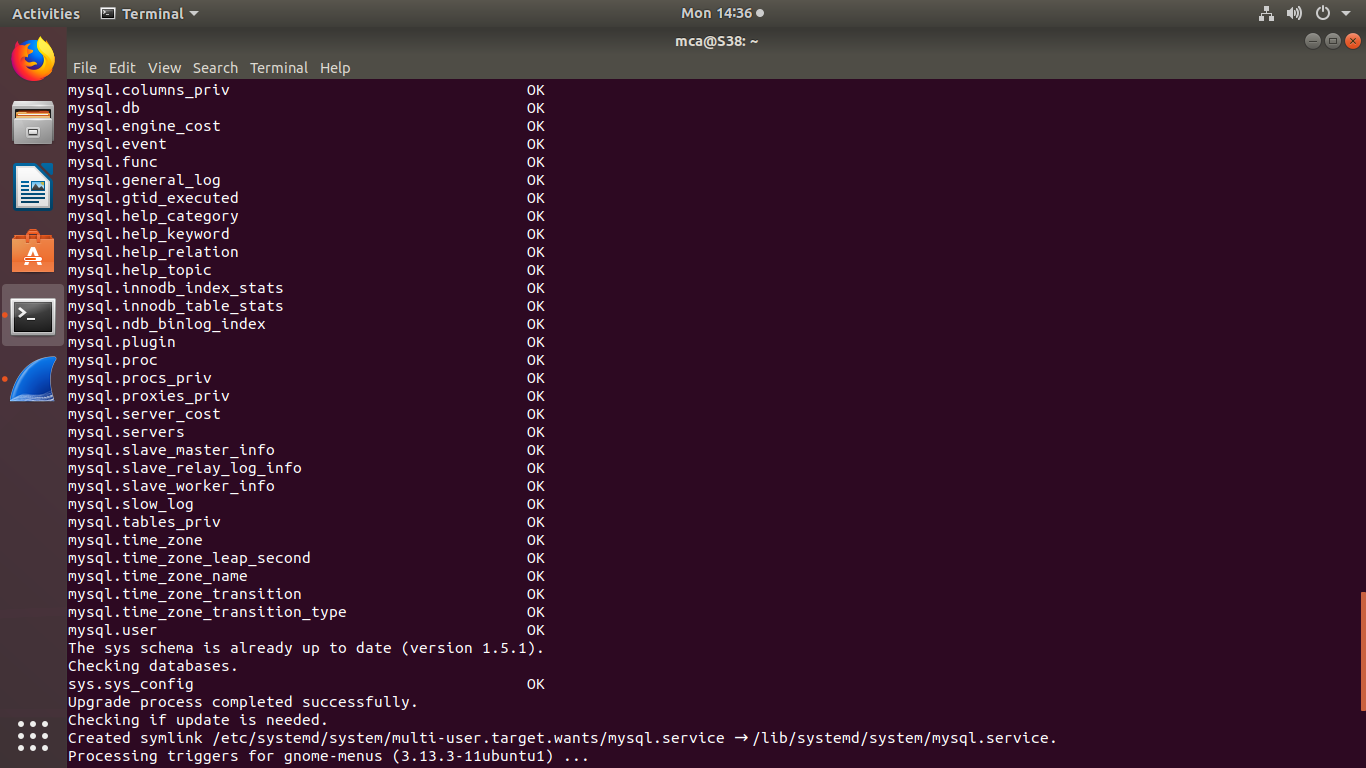 Activities Terminal Mon 14:36
mca@S38: ~
File Edit View Search Terminal Help
mysql.columns_priv OK
mysql.db OK
mysql.engine_cost OK
mysql.event OK
mysql.func OK
mysql.general_log OK
mysql.gtid_executed OK
mysql.help_category OK
mysql.help_keyword OK
mysql.help_relation OK
mysql.help_topic OK
mysql.innodb_index_stats OK
mysql.innodb_table_stats OK
mysql.ndb_binlog_index OK
mysql.plugin OK
mysql.proc OK
mysql.procs_priv OK
mysql.proxies_priv OK
mysql.server_cost OK
mysql.servers OK
mysql.slave_master_info OK
mysql.slave_relay_log_info OK
mysql.slave_worker_info OK
mysql.slow_log OK
mysql.tables_priv OK
mysql.time_zone OK
mysql.time_zone_leap_second OK
mysql.time_zone_name OK
mysql.time_zone_transition OK
mysql.time_zone_transition_type OK
mysql.user OK
The sys schema is already up to date (version 1.5.1).
Checking databases.
sys.sys_config OK
Upgrade process completed successfully.
Checking if update is needed.
Created symlink /etc/systemd/system/multi-user.target.wants/mysql.service → /lib/systemd/system/mysql.service.
Processing triggers for gnome-menus (3.13.3-11ubuntu1) ...